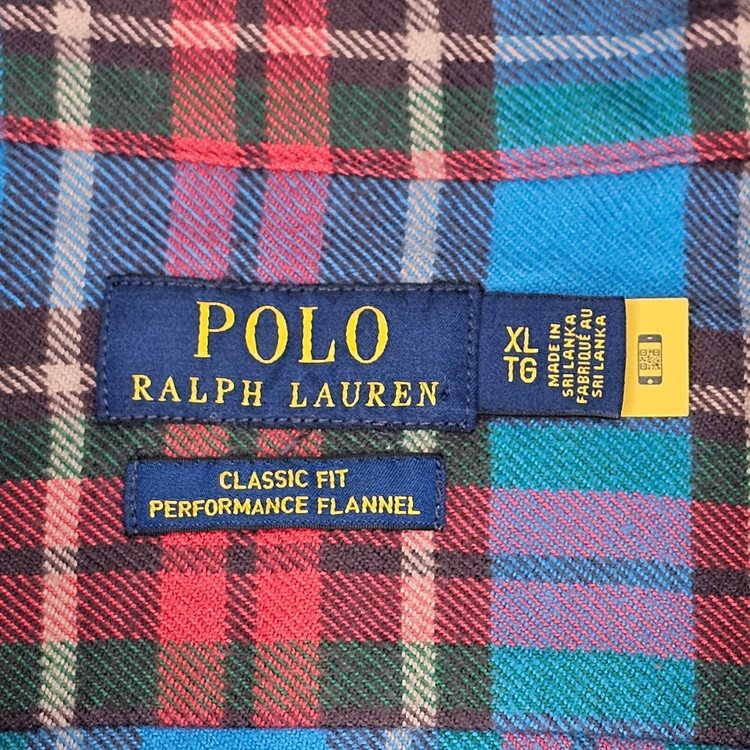 POLO
RALPH LAUREN
XL
TG
MADE IN
SRI LANKA
FABRIQUÉ AU
SRI LANKA
CLASSIC FIT
PERFORMANCE FLANNEL